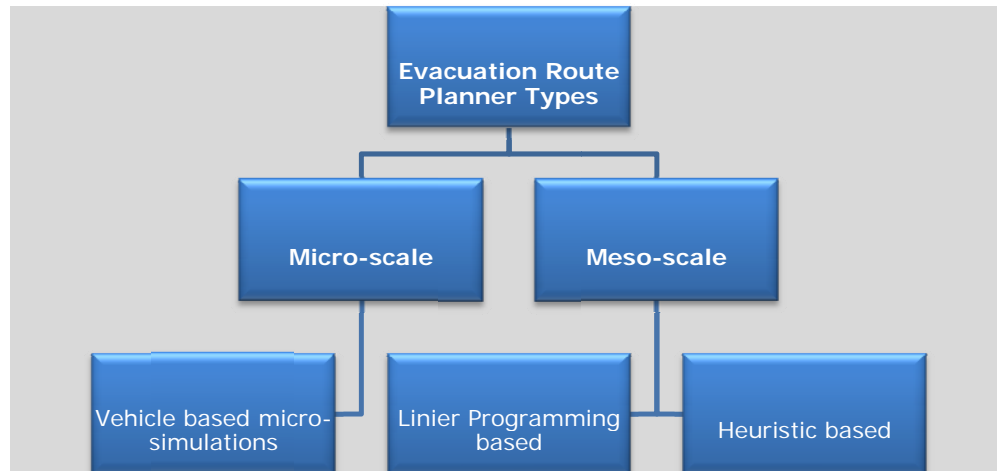 Evacuation Route
Planner Types
Micro-scale
Meso-scale
Vehicle based micro-
simulations
Linier Programming
based
Heuristic based